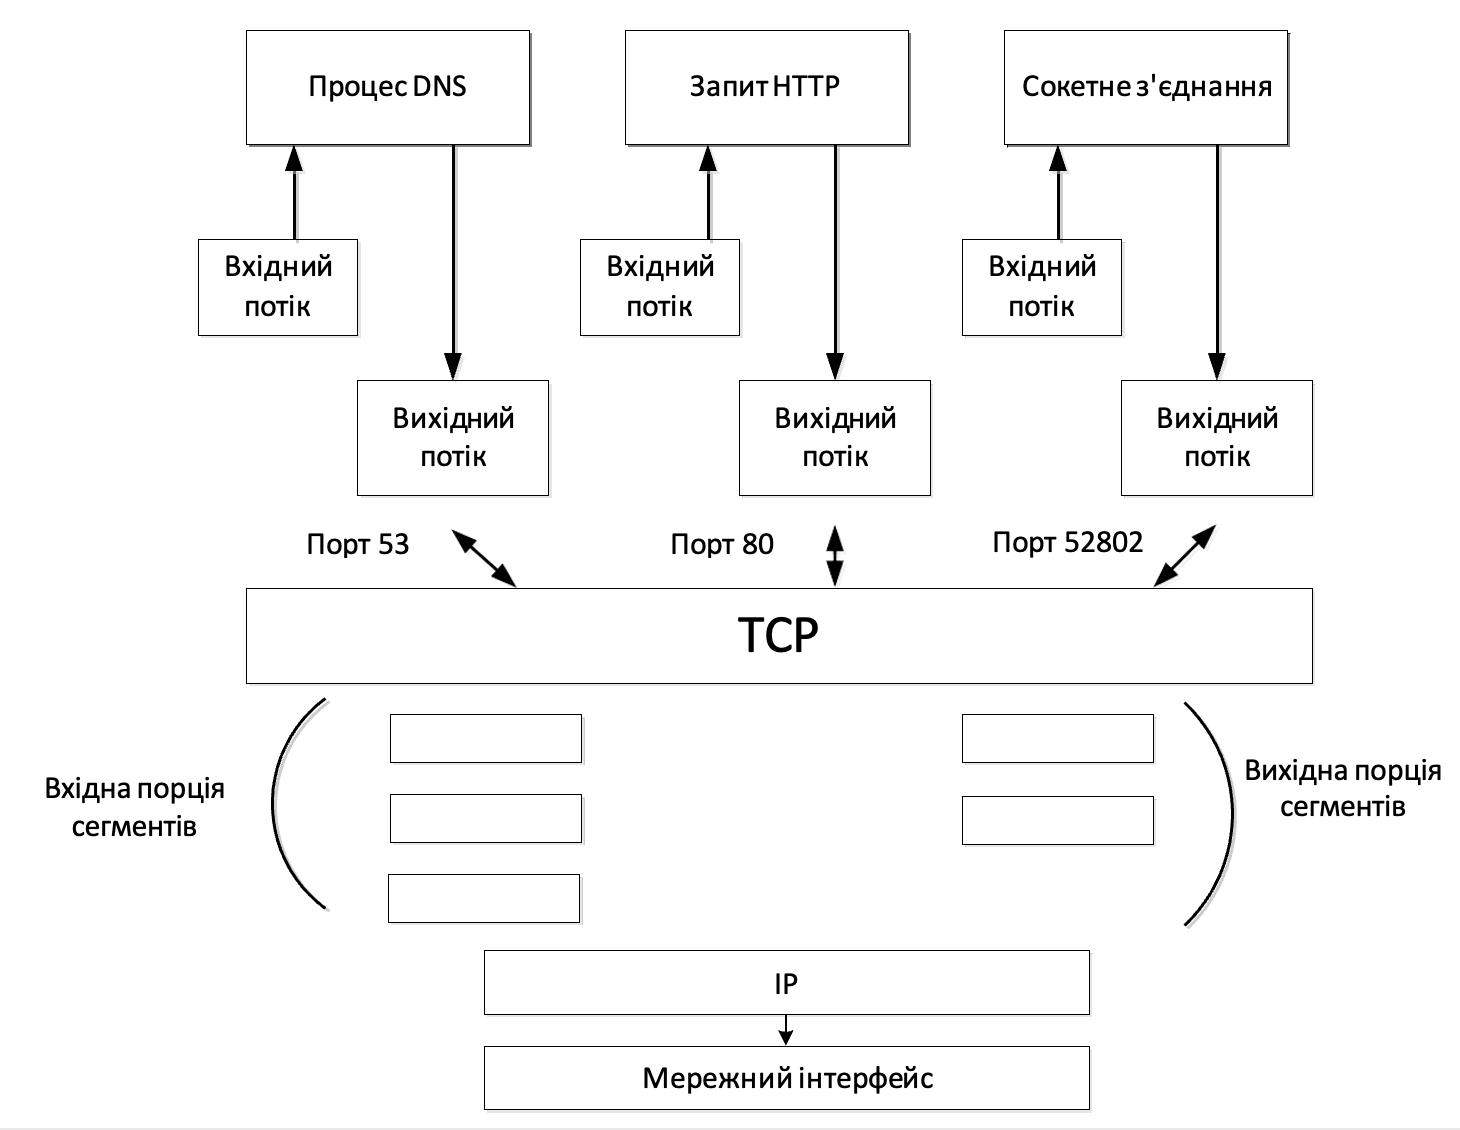 Процес DNS
Запит HTTP
Сокетне з'єднання
Вхідний
потік
Вхідний
потік
Вхідний
потік
Вихідний
потік
Вихідний
потік
Вихідний
потік
Порт 53
Порт 80
Порт 52802
TCP
Вхідна порція
сегментів
Вихідна порція
сегментів
IP
Мережний інтерфейс